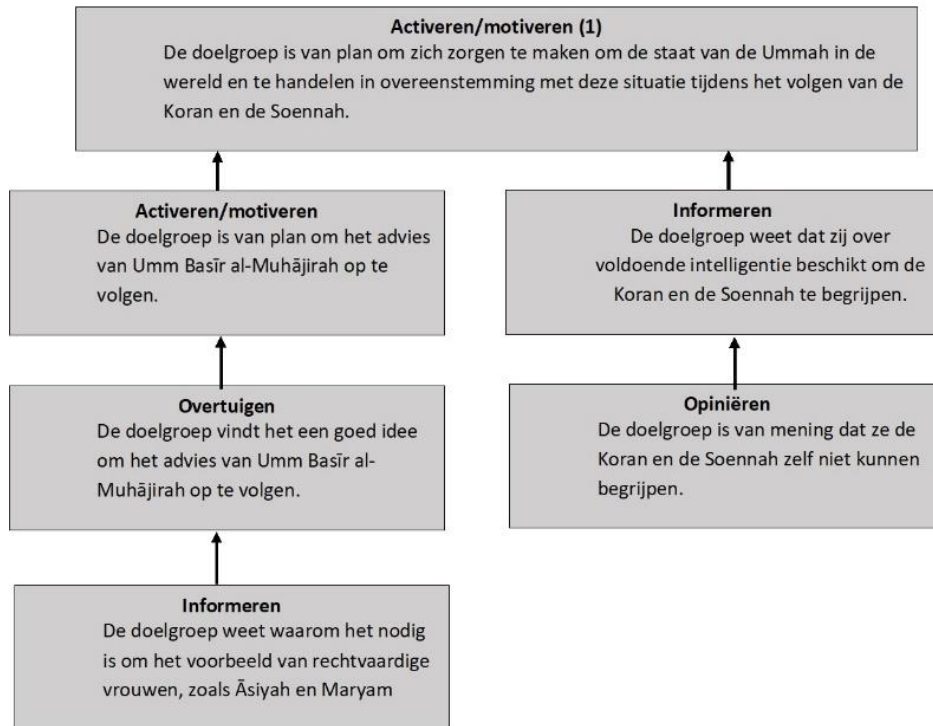 Activeren/motiveren (1)
De doelgroep is van plan om zich zorgen te maken om de staat van de Ummah in de
wereld en te handelen in overeenstemming met deze situatie tijdens het volgen van de
Koran en de Soennah.
Activeren/motiveren
De doelgroep is van plan om het advies
van Umm Basīr al-Muhājirah op te
volgen.
Informeren
De doelgroep weet dat zij over
voldoende intelligentie beschikt om de
Koran en de Soennah te begrijpen.
Overtuigen
De doelgroep vindt het een goed idee
om het advies van Umm Basīr al-
Muhājirah op te volgen.
Opiniëren
De doelgroep is van mening dat ze de
Koran en de Soennah zelf niet kunnen
begrijpen.
Informeren
De doelgroep weet waarom het nodig
is om het voorbeeld van rechtvaardige
vrouwen, zoals Āsiyah en Maryam